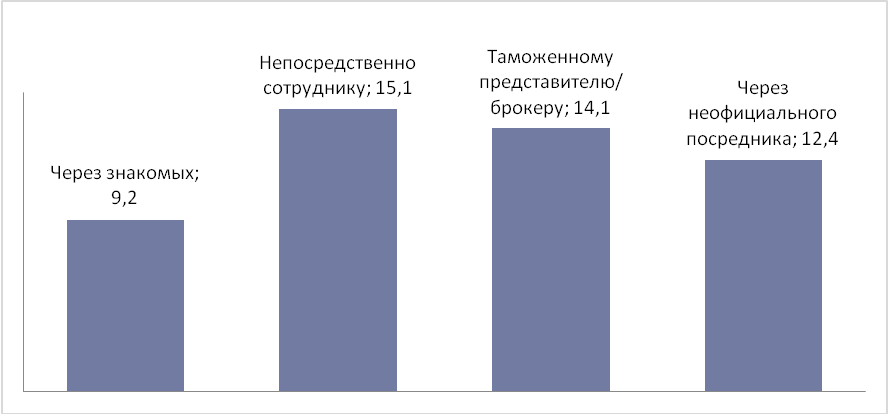 Через знакомых;
9,2
Непосредственно
сотруднику; 15,1
Таможенному
представителю/
брокеру; 14,1
Через
неофициального
посредника; 12,4